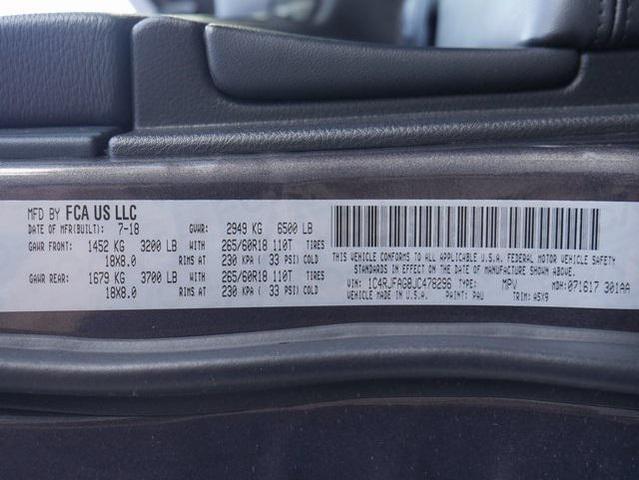 MFD BY FCA US LLC
DATE OF MFR(BUILT): 7-18 GVWR: 2949 KG 6500 LB
GAWR FRONT: 1452 KG 3200 LB WITH 265/60R18 110T TIRES
18X8.0 RIMS AT 230 KPA ( 33 PSI) COLD
GAWR REAR: 1679 KG 3700 LB WITH 265/60R18 110T TIRES
18X8.0 RIMS AT 230 KPA ( 33 PSI) COLD
THIS VEHICLE CONFORMS TO ALL APPLICABLE U.S.A. FEDERAL MOTOR VEHICLE SAFETY
STANDARDS IN EFFECT ON THE DATE OF MANUFACTURE SHOWN ABOVE.
VIN: 1C4RJFAG8JC478296 TYPE: MPV MDH: 071617 301AA
VEHICLE MADE IN U.S.A. PAINT: PAU TRIM: A5X9